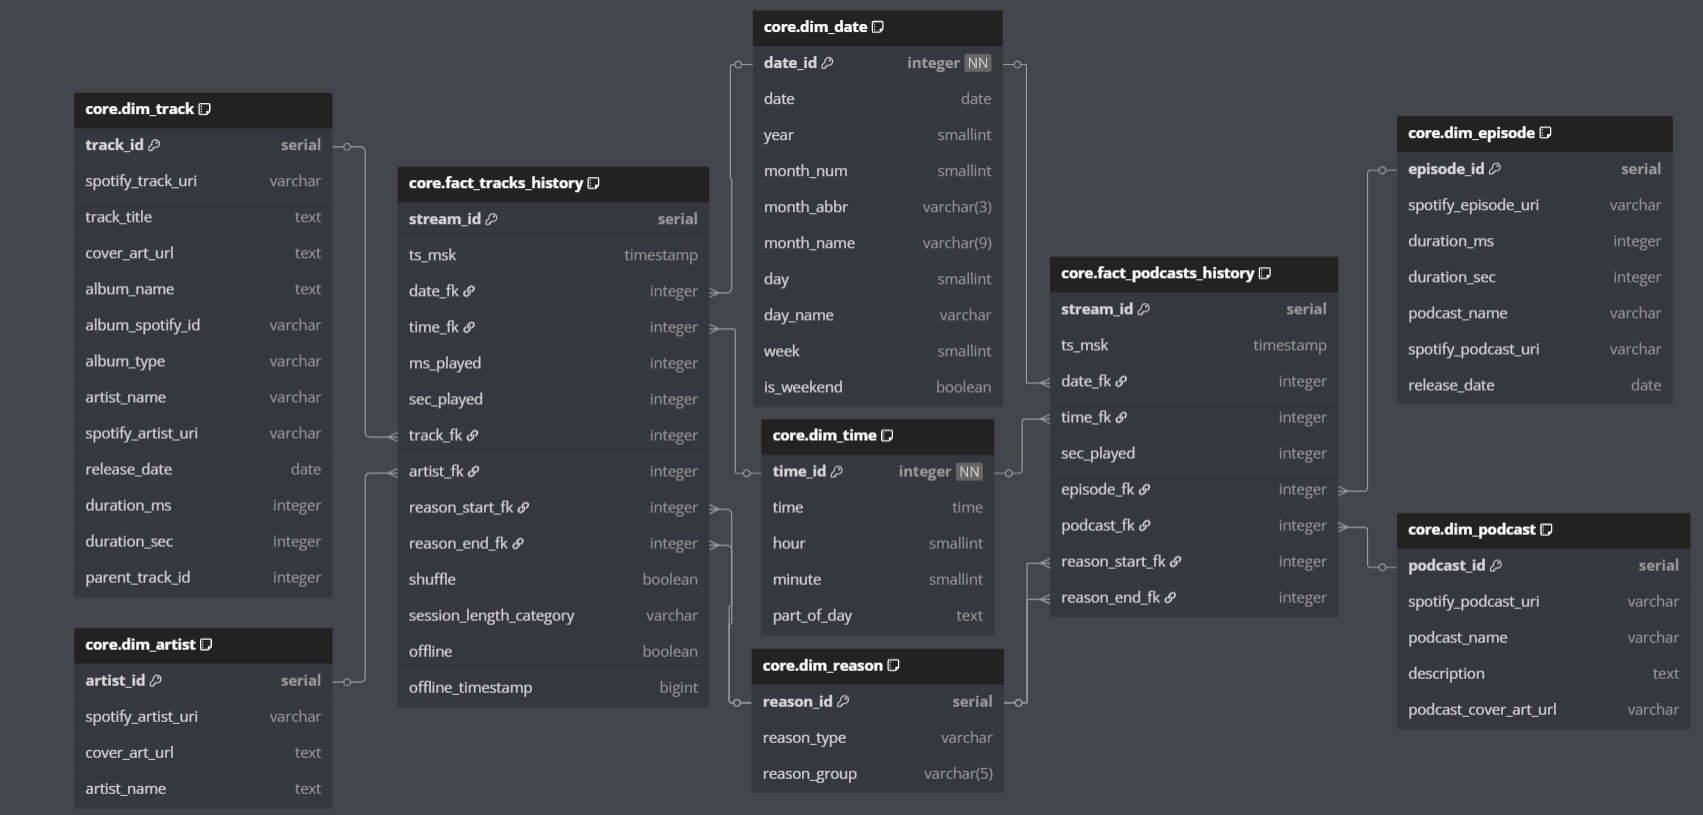 core.dim_date
date_id integer NN
date date
year smallint
month_num smallint
month_abbr varchar(3)
month_name varchar(9)
day smallint
day_name varchar
week smallint
is_weekend boolean
core.dim_track
track_id serial
spotify_track_uri varchar
track_title text
cover_art_url text
album_name text
album_spotify_id varchar
album_type varchar
artist_name varchar
spotify_artist_uri varchar
release_date date
duration_ms integer
duration_sec integer
parent_track_id integer
core.fact_tracks_history
stream_id serial
ts_msk timestamp
date_fk integer
time_fk integer
ms_played integer
sec_played integer
track_fk integer
artist_fk integer
reason_start_fk integer
reason_end_fk integer
shuffle boolean
session_length_category varchar
offline boolean
offline_timestamp bigint
core.dim_time
time_id integer NN
time time
hour smallint
minute smallint
part_of_day text
core.fact_podcasts_history
stream_id serial
ts_msk timestamp
date_fk integer
time_fk integer
sec_played integer
episode_fk integer
podcast_fk integer
reason_start_fk integer
reason_end_fk integer
core.dim_episode
episode_id serial
spotify_episode_uri varchar
duration_ms integer
duration_sec integer
podcast_name varchar
spotify_podcast_uri varchar
release_date date
core.dim_podcast
podcast_id serial
spotify_podcast_uri varchar
podcast_name varchar
description text
podcast_cover_art_url varchar
core.dim_artist
artist_id serial
spotify_artist_uri varchar
cover_art_url text
artist_name text
core.dim_reason
reason_id serial
reason_type varchar
reason_group varchar(5)